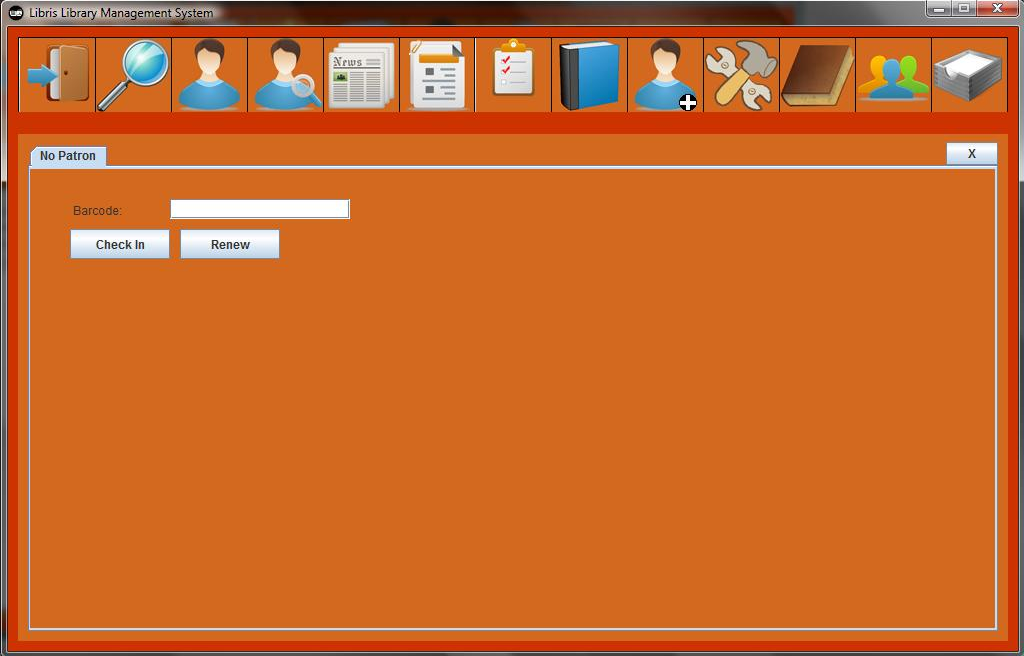 Libris Library Management System
News
No Patron
X
Barcode:
Check In
Renew